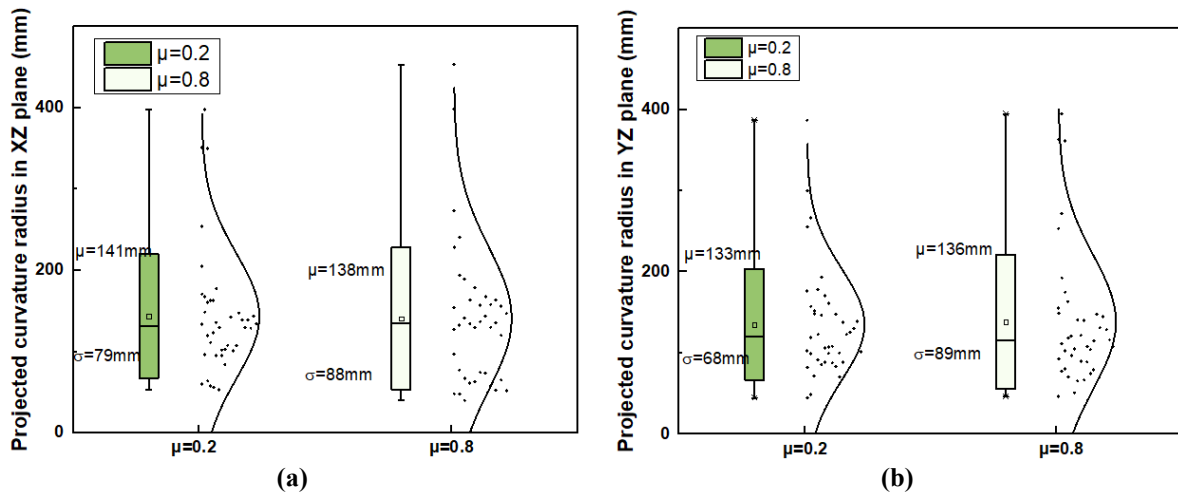 Projected curvature radius in XZ plane (mm)
400
200
0
μ=0.2
μ=0.8
μ=141mm
σ=79mm
μ=138mm
σ=88mm
μ=0.2
μ=0.8
(a)
Projected curvature radius in YZ plane (mm)
400
200
0
μ=0.2
μ=0.8
μ=133mm
σ=68mm
μ=136mm
σ=89mm
μ=0.2
μ=0.8
(b)